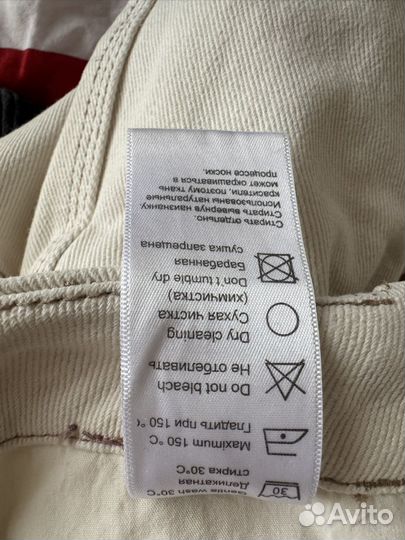 30
Gentle wash 30°C
Деликатная
стирка 30°C
Maximum 150 °C
Гладить при 150 °C
Do not bleach
Не отбеливать
Dry cleaning
Сухая чистка
(химчистка)
Don't tumble dry
Барабанная
сушка запрещена
Стирать отдельно.
Стирать вывернув наизнанку.
Использованы натуральные
красители, поэтому ткань
может окрашиваться в
процессе носки.
Avito